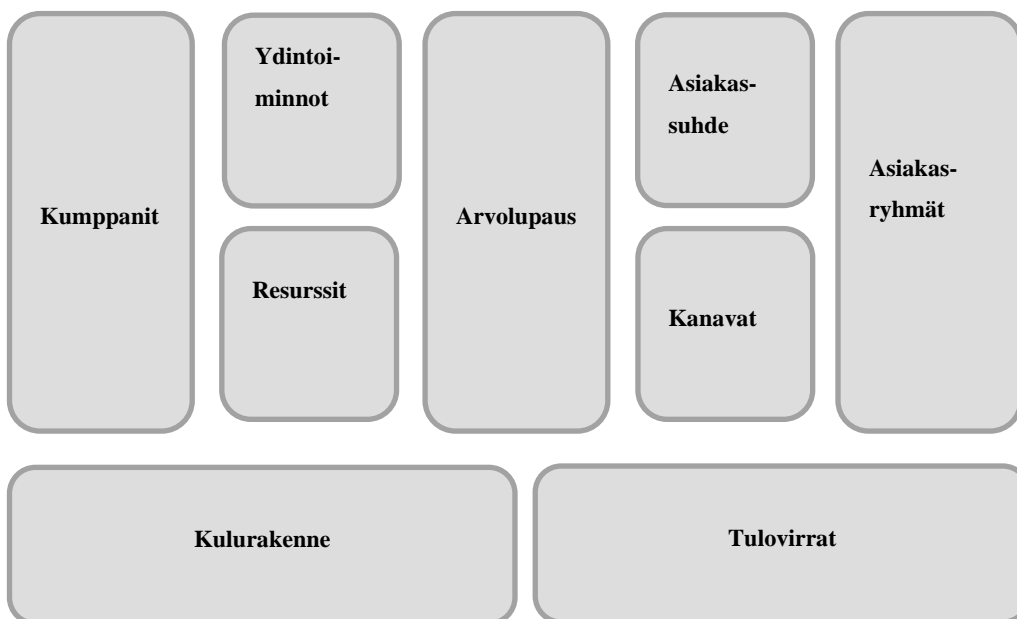 Kumppanit
Ydintoi-
minnot
Resurssit
Arvolupaus
Asiakas-
suhde
Kanavat
Asiakas-
ryhmät
Kulurakenne
Tulovirrat